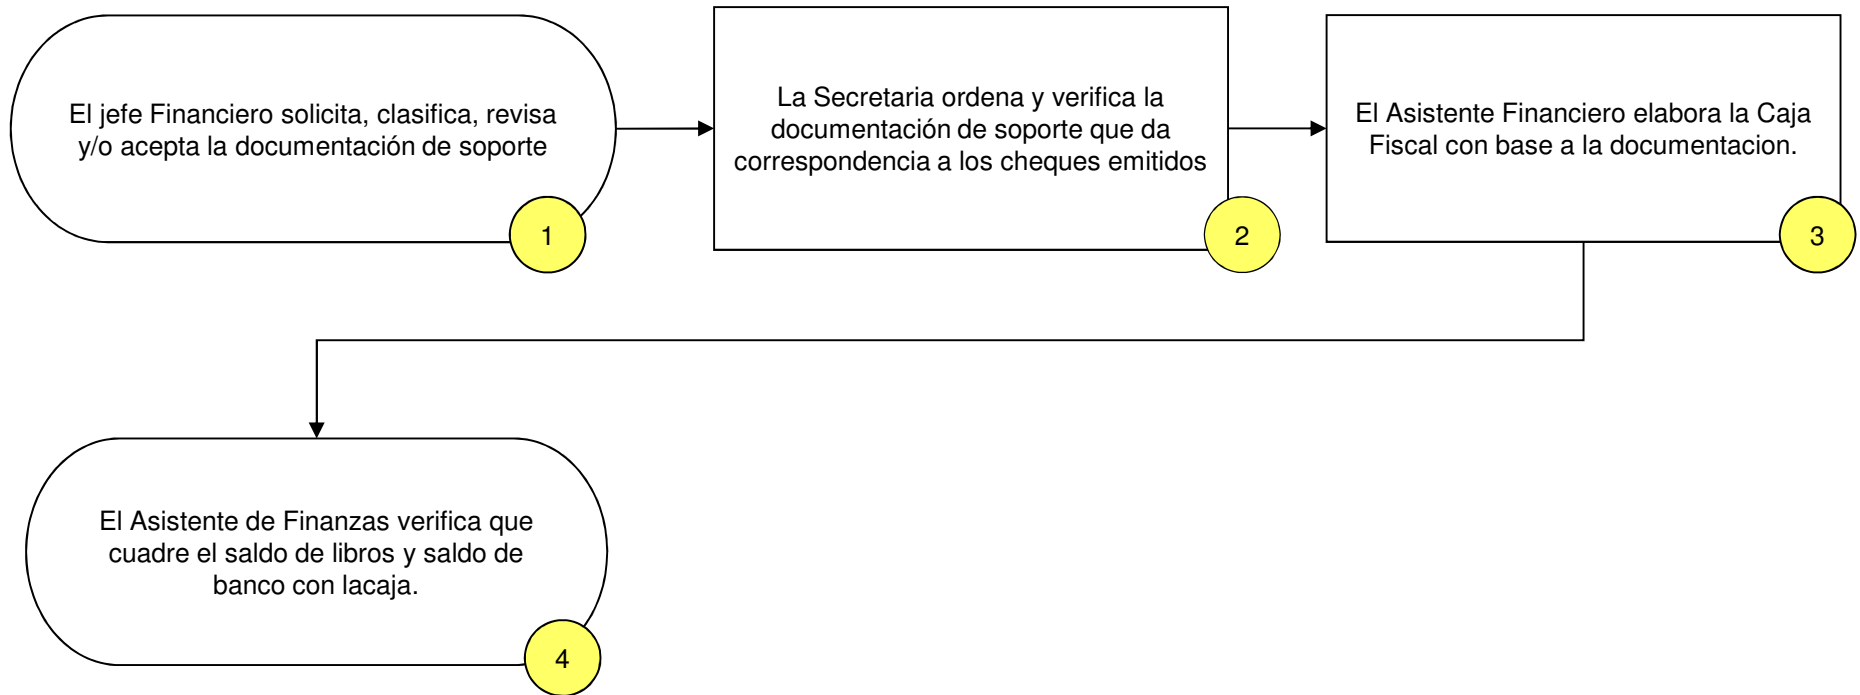 El jefe Financiero solicita, clasifica, revisa
y/o acepta la documentación de soporte
1
La Secretaria ordena y verifica la
documentación de soporte que da
correspondencia a los cheques emitidos
2
El Asistente Financiero elabora la Caja
Fiscal con base a la documentacion.
3
El Asistente de Finanzas verifica que
cuadre el saldo de libros y saldo de
banco con lacaja.
4